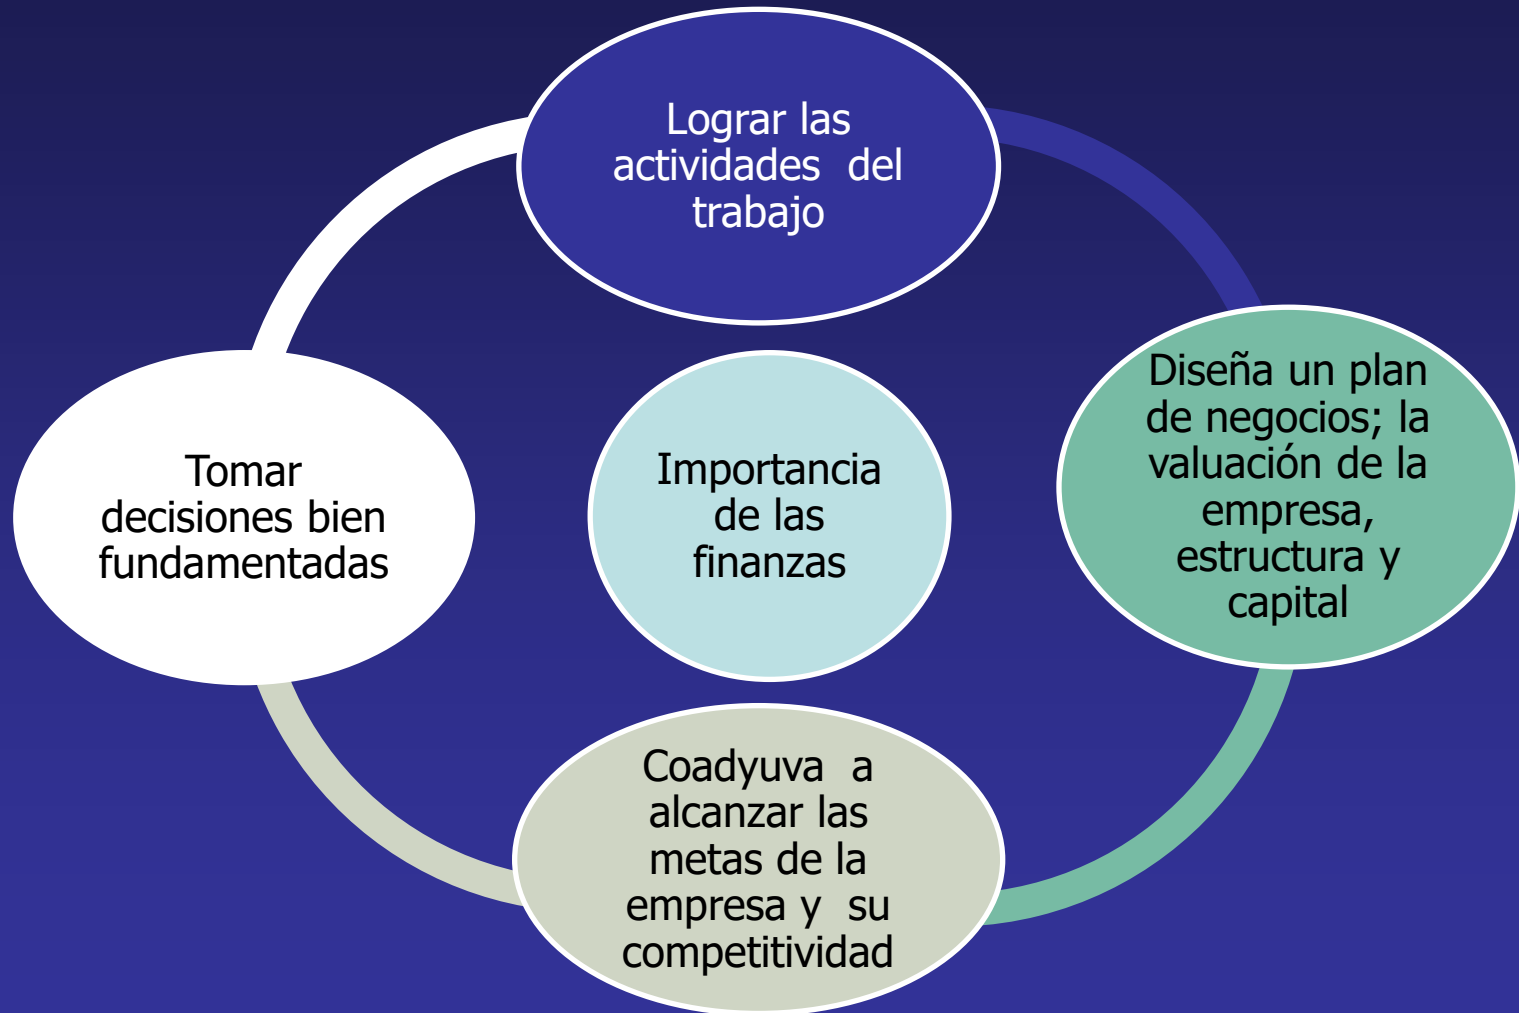 Lograr las
actividades  del
trabajo
Diseña un plan
de negocios; la
valuación de la
empresa,
estructura y
capital
Coadyuva  a
alcanzar las
metas de la
empresa y  su
competitividad
Tomar
decisiones bien
fundamentadas
Importancia
de las
finanzas